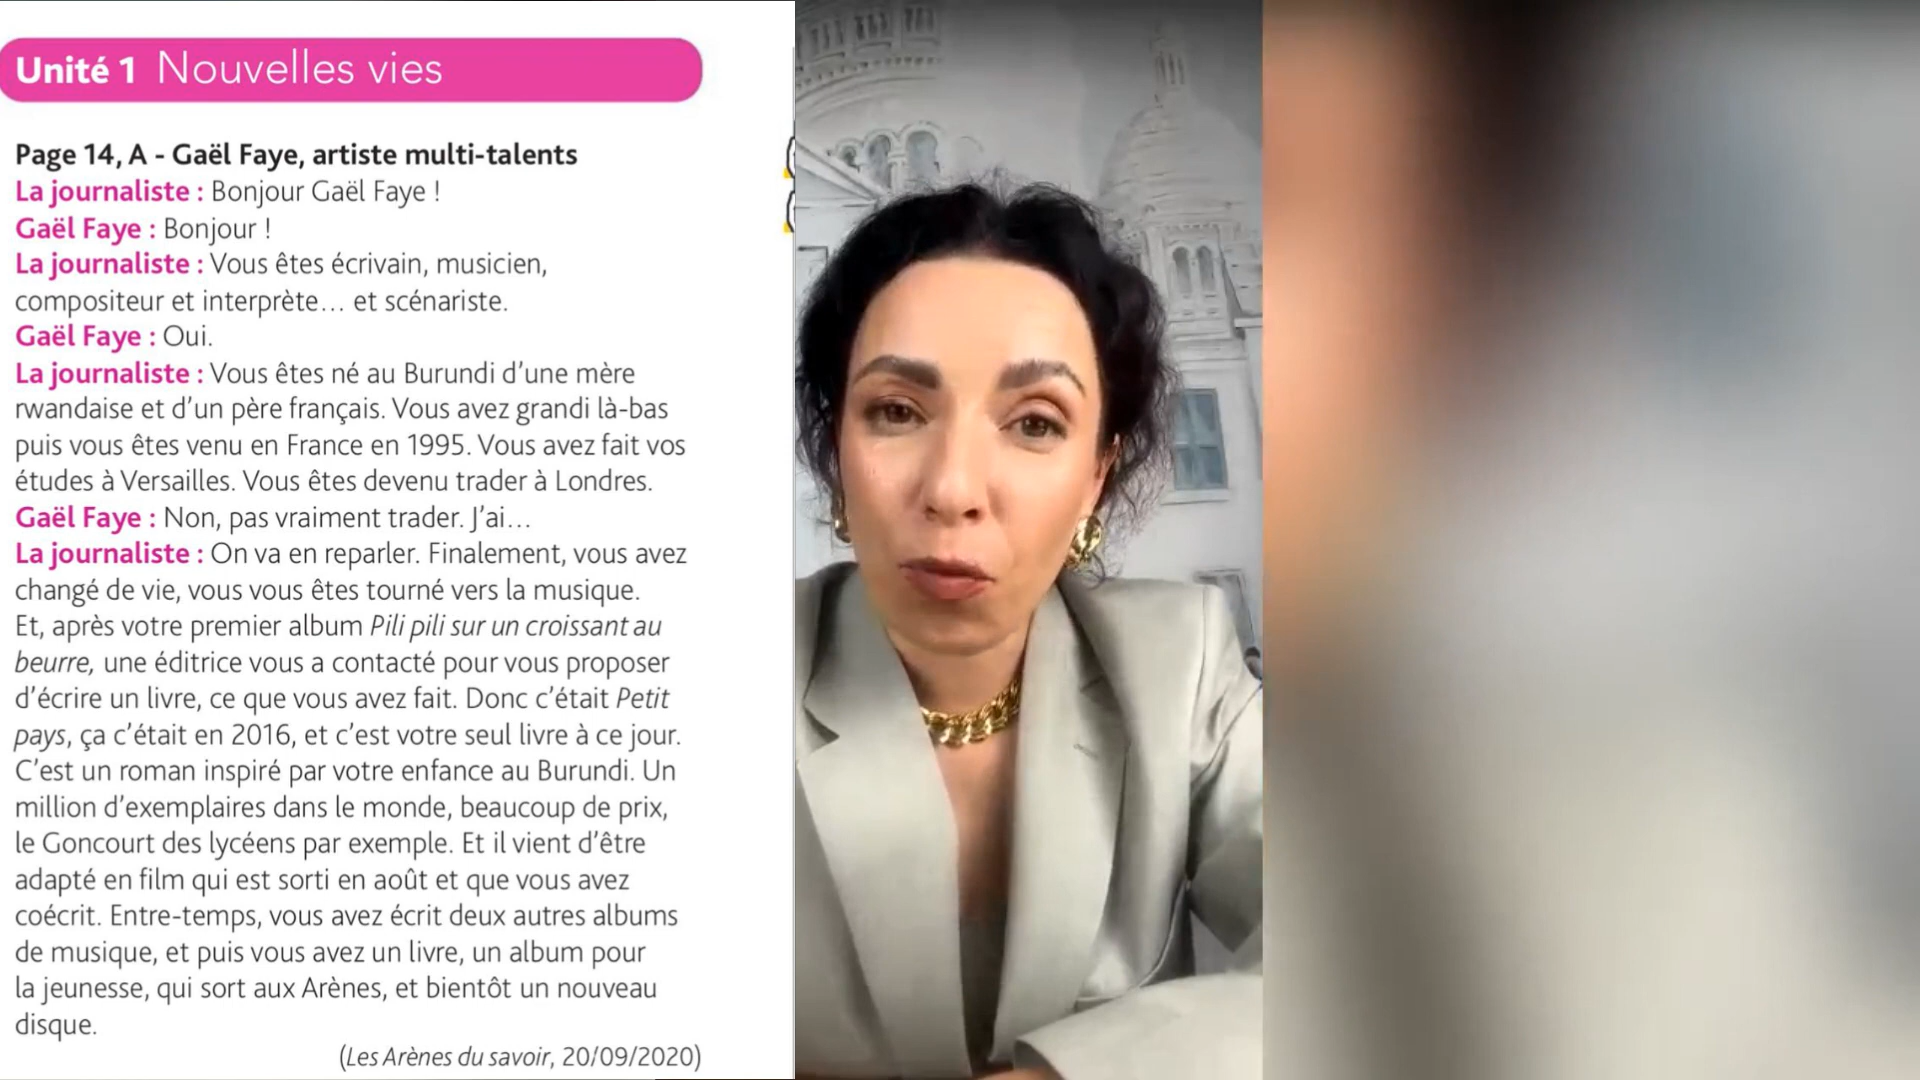 Unité 1 Nouvelles vies
Page 14, A - Gaël Faye, artiste multi-talents
La journaliste : Bonjour Gaël Faye !
Gaël Faye : Bonjour !
La journaliste : Vous êtes écrivain, musicien,
compositeur et interprète… et scénariste.
Gaël Faye : Oui.
La journaliste : Vous êtes né au Burundi d’une mère
rwandaise et d’un père français. Vous avez grandi là-bas
puis vous êtes venu en France en 1995. Vous avez fait vos
études à Versailles. Vous êtes devenu trader à Londres.
Gaël Faye : Non, pas vraiment trader. J’ai…
La journaliste : On va en reparler. Finalement, vous avez
changé de vie, vous vous êtes tourné vers la musique.
Et, après votre premier album Pili pili sur un croissant au
beurre, une éditrice vous a contacté pour vous proposer
d’écrire un livre, ce que vous avez fait. Donc c’était Petit
pays, ça c’était en 2016, et c’est votre seul livre à ce jour.
C’est un roman inspiré par votre enfance au Burundi. Un
million d’exemplaires dans le monde, beaucoup de prix,
le Goncourt des lycéens par exemple. Et il vient d’être
adapté en film qui est sorti en août et que vous avez
coécrit. Entre-temps, vous avez écrit deux autres albums
de musique, et puis vous avez un livre, un album pour
la jeunesse, qui sort aux Arènes, et bientôt un nouveau
disque.
(Les Arènes du savoir, 20/09/2020)